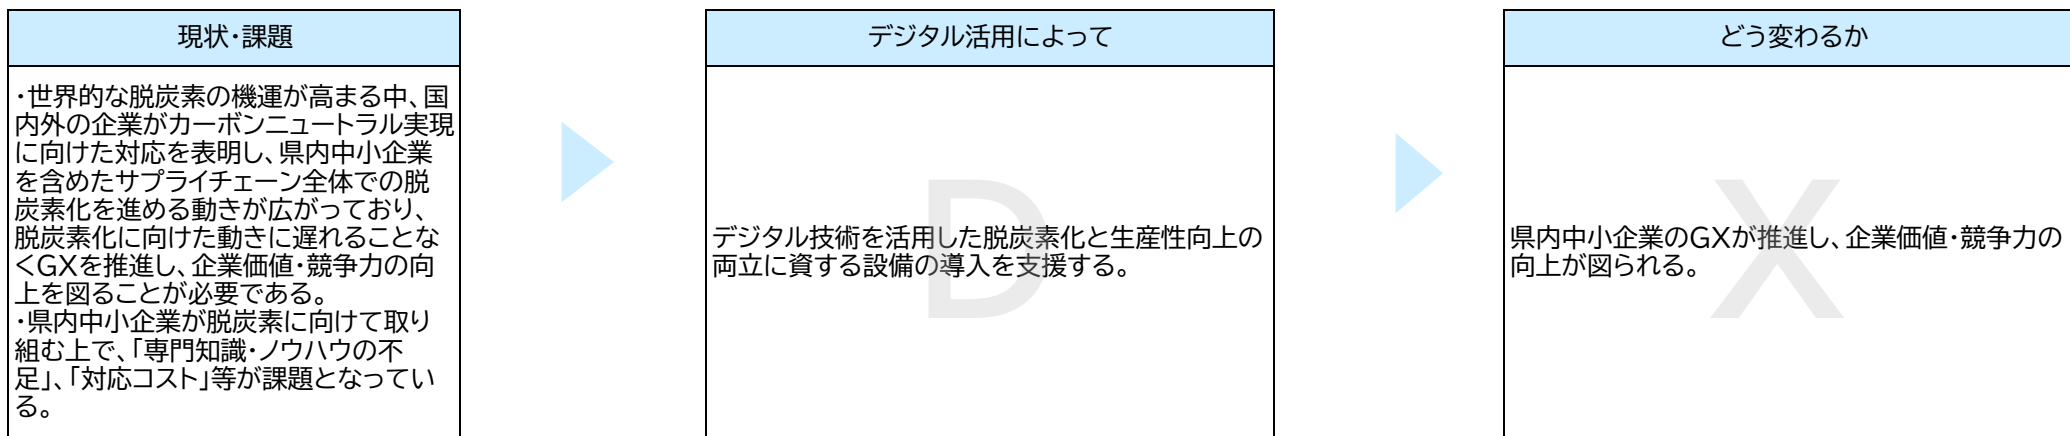 現状・課題
・世界的な脱炭素の機運が高まる中、国
内外の企業がカーボンニュートラル実現
に向けた対応を表明し、県内中小企業
を含めたサプライチェーン全体での脱
炭素化を進める動きが広がっており、
脱炭素化に向けた動きに遅れることな
くGXを推進し、企業価値・競争力の向
上を図ることが必要である。
・県内中小企業が脱炭素に向けて取り
組む上で、「専門知識・ノウハウの不
足」、「対応コスト」等が課題となってい
る。
デジタル活用によって
D
デジタル技術を活用した脱炭素化と生産性向上の
両立に資する設備の導入を支援する。
どう変わるか
X
県内中小企業のGXが推進し、企業価値・競争力の
向上が図られる。